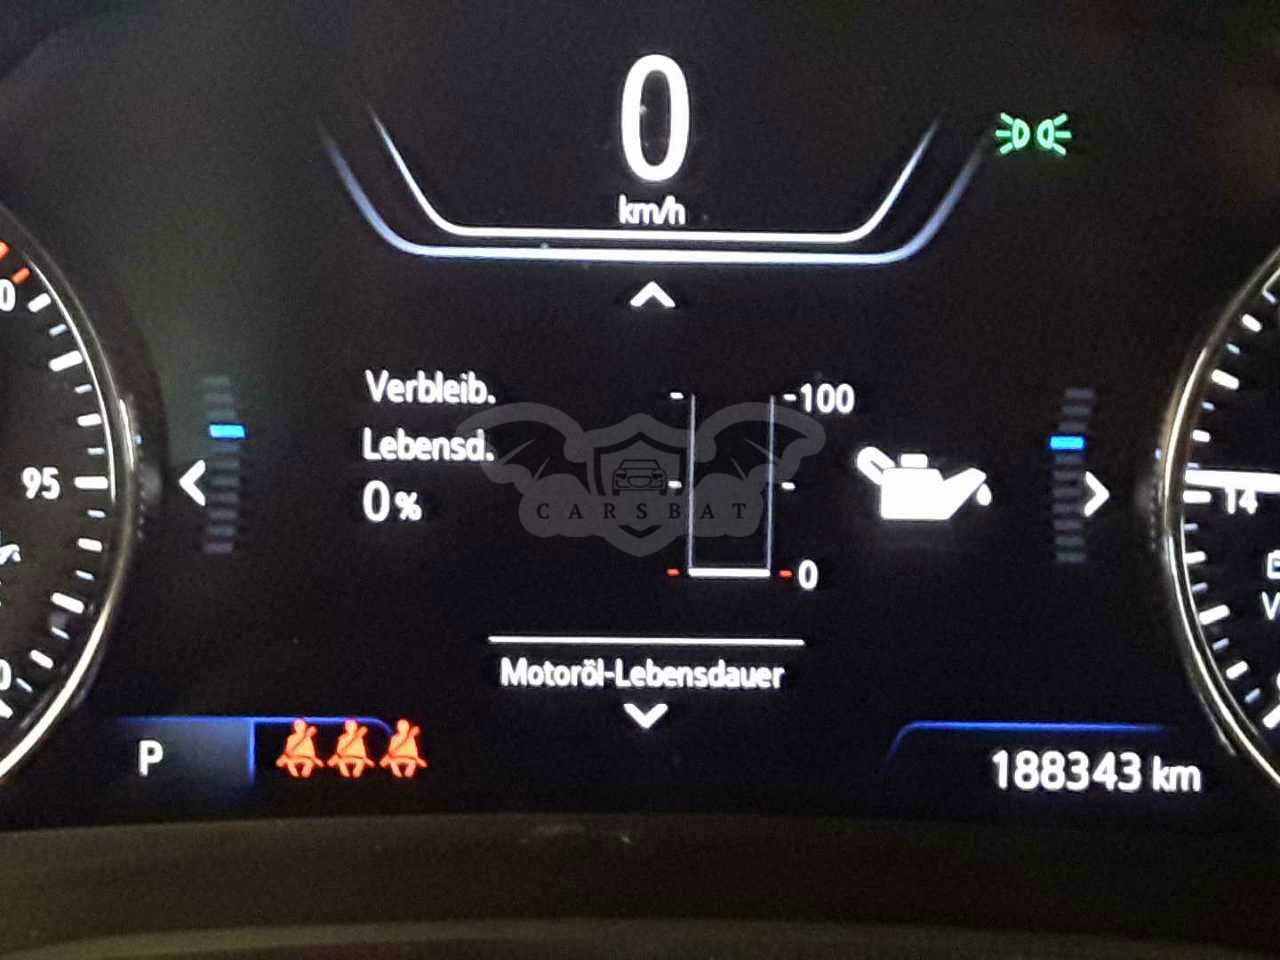 0
km/h
Verbleib.
100
Lebensd.
CARSBAT
95
0%
14
0
Motoröl-Lebensdauer
P
188343 km